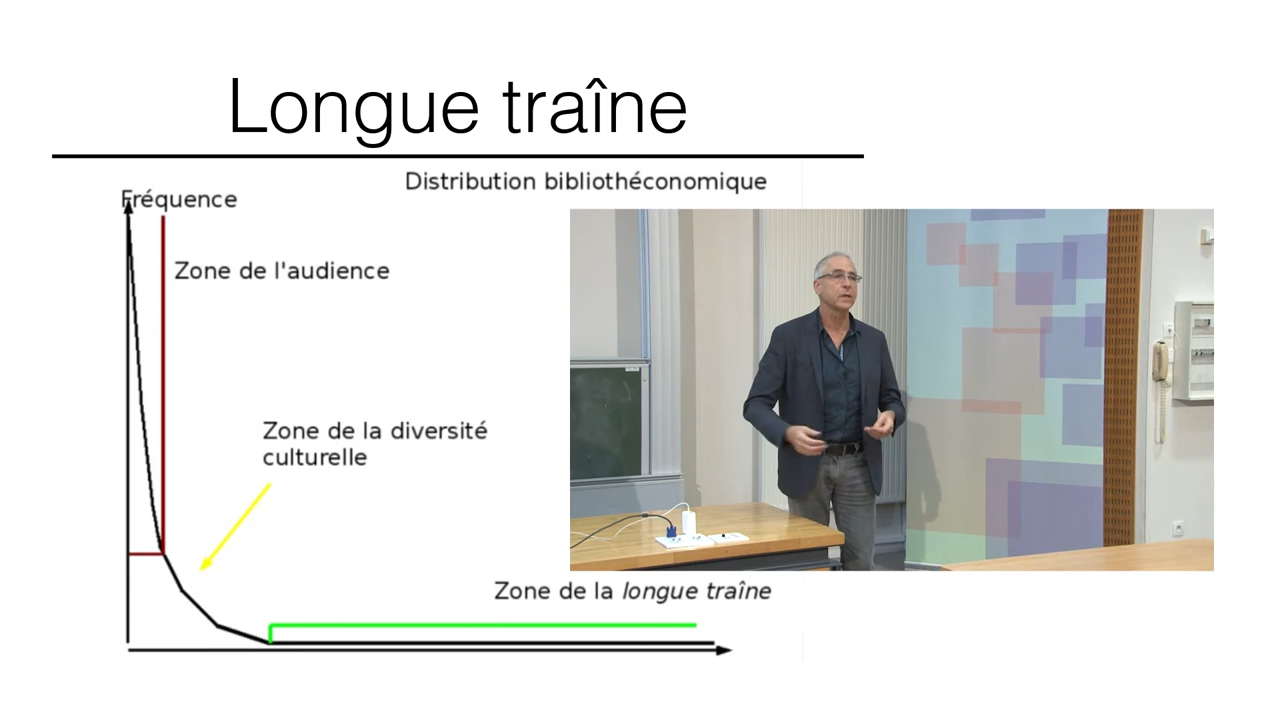 Longue traîne
Distribution bibliothéconomique
Fréquence
Zone de l'audience
Zone de la diversité
culturelle
Zone de la longue traîne